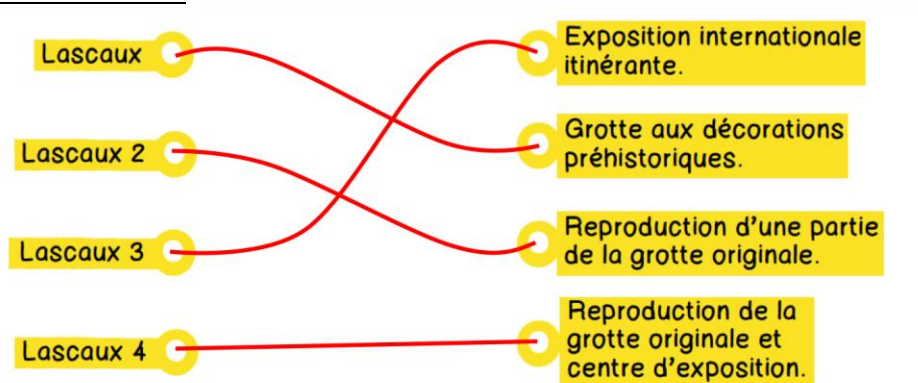 Lascaux
Lascaux 2
Lascaux 3
Lascaux 4
Exposition internationale
itinérante.
Grotte aux décorations
préhistoriques.
Reproduction d'une partie
de la grotte originale.
Reproduction de la
grotte originale et
centre d'exposition.